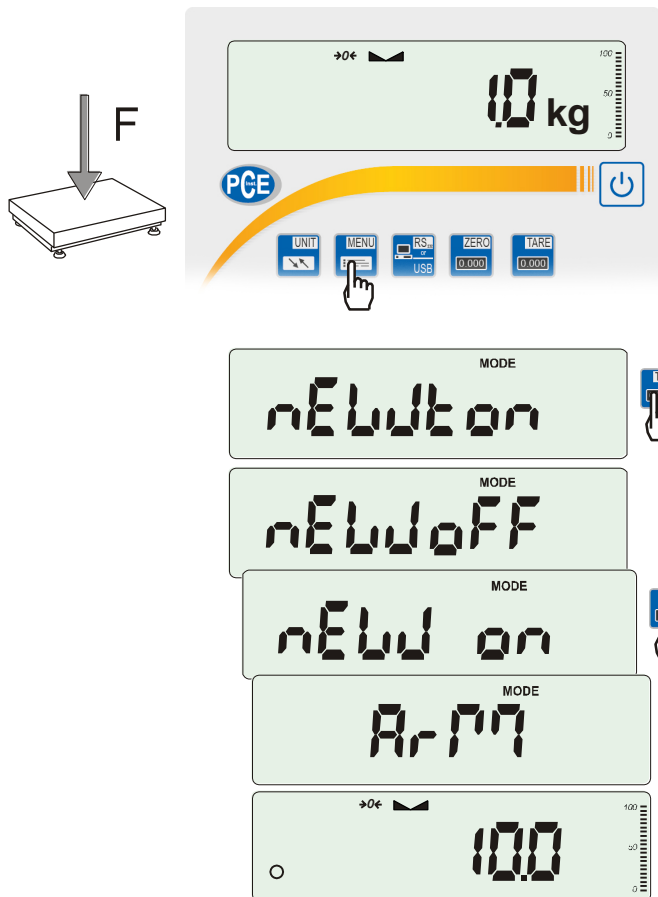 →0←
100
50
0
1.0 kg
F
PCE
UNIT
MENU
RS232
or
USB
ZERO
0.000
TARE
0.000
MODE
nEWton
MODE
nEWoFF
MODE
nEW on
MODE
ArM
→0←
100
50
0
10.0